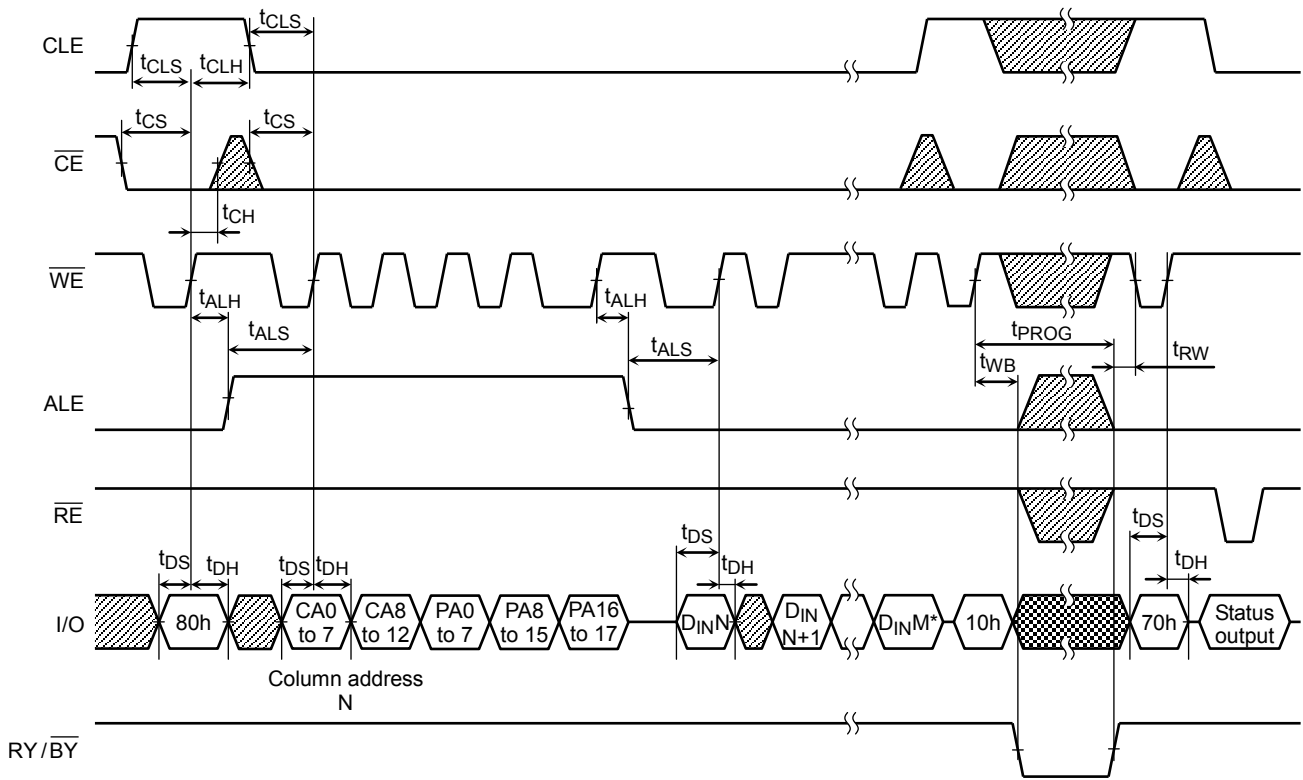 CLE
tCLS
tCLS
tCLH
CE
tCS
tCS
tCH
WE
tALH
tALS
tALH
tALS
tPROG
tWB
tRW
ALE
RE
tDS
tDH
tDS
tDH
tDS
tDH
tDS
tDH
I/O
80h
CA0
to 7
CA8
to 12
PA0
to 7
PA8
to 15
PA16
to 17
DINN
DIN
N+1
DINM*
10h
70h
Status
output
Column address
N
RY/BY